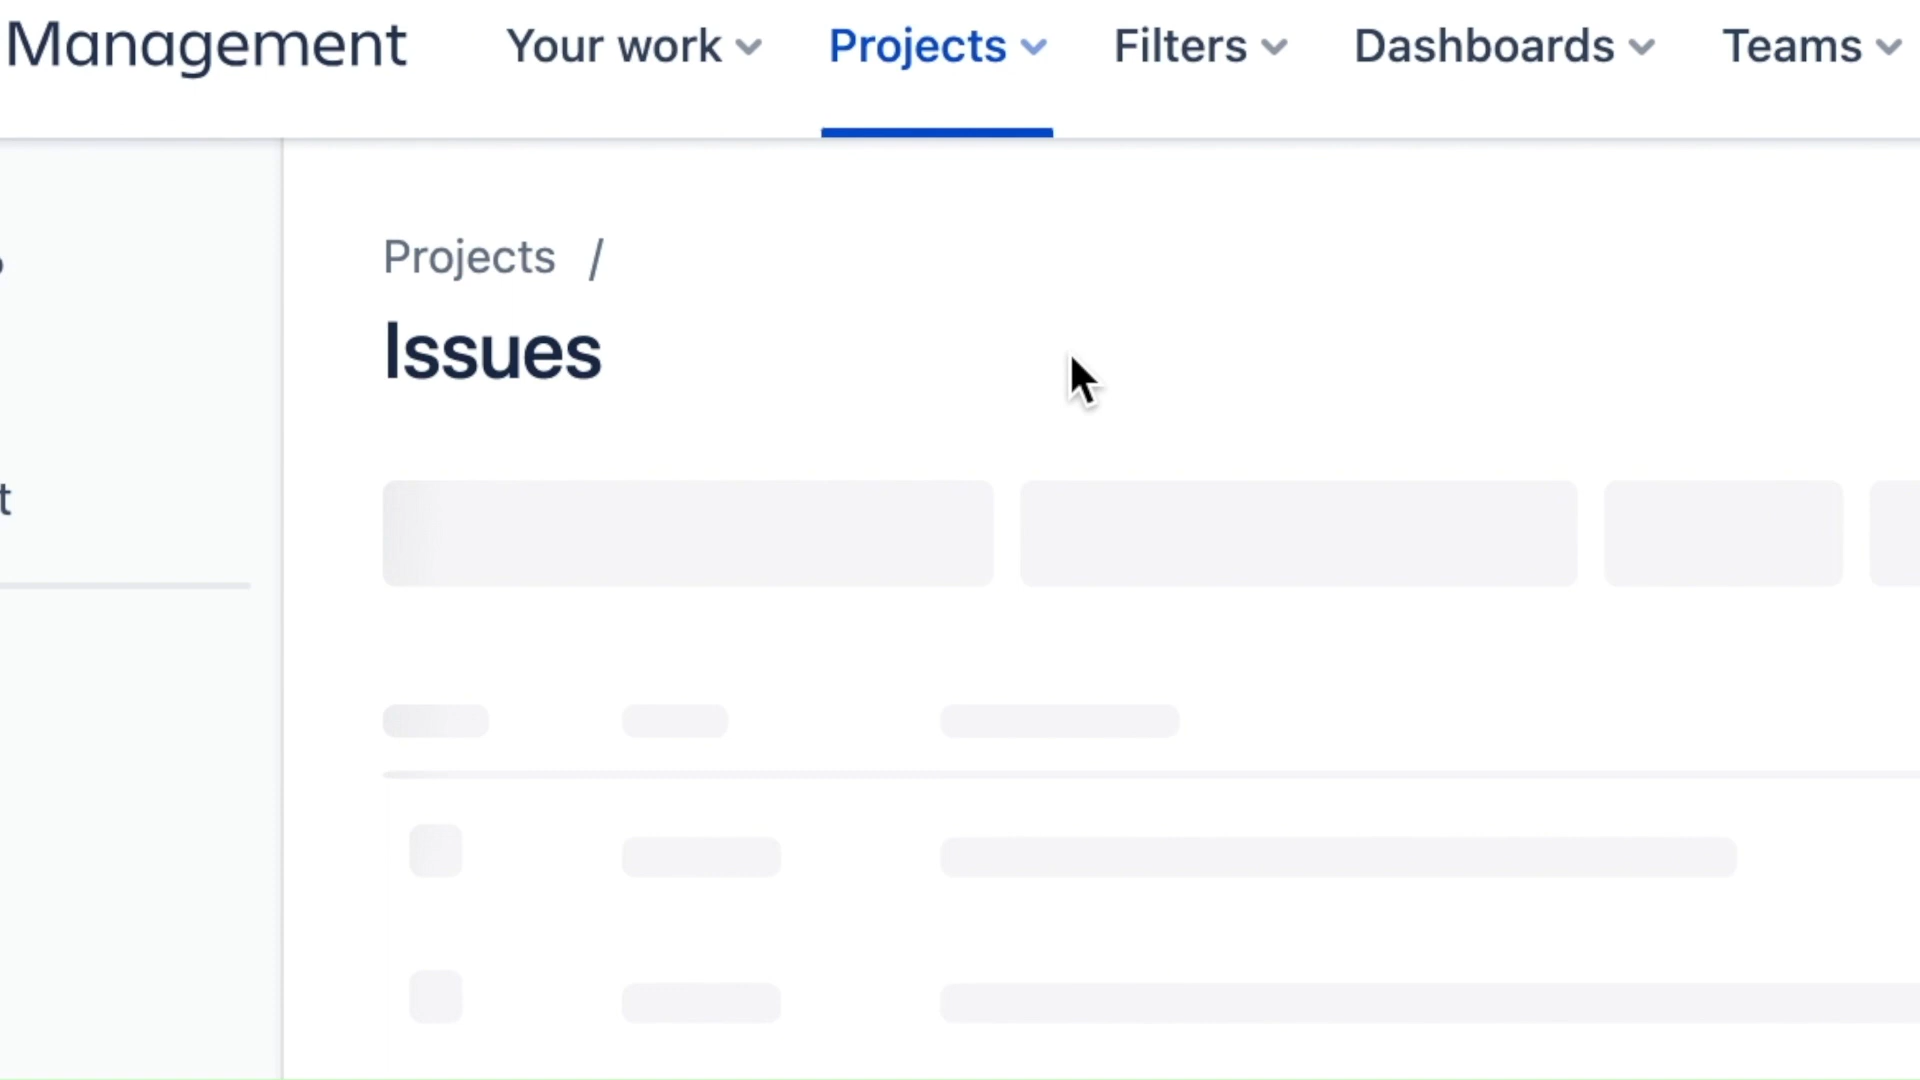 Management Your work Projects Filters Dashboards Teams
Projects /
Issues